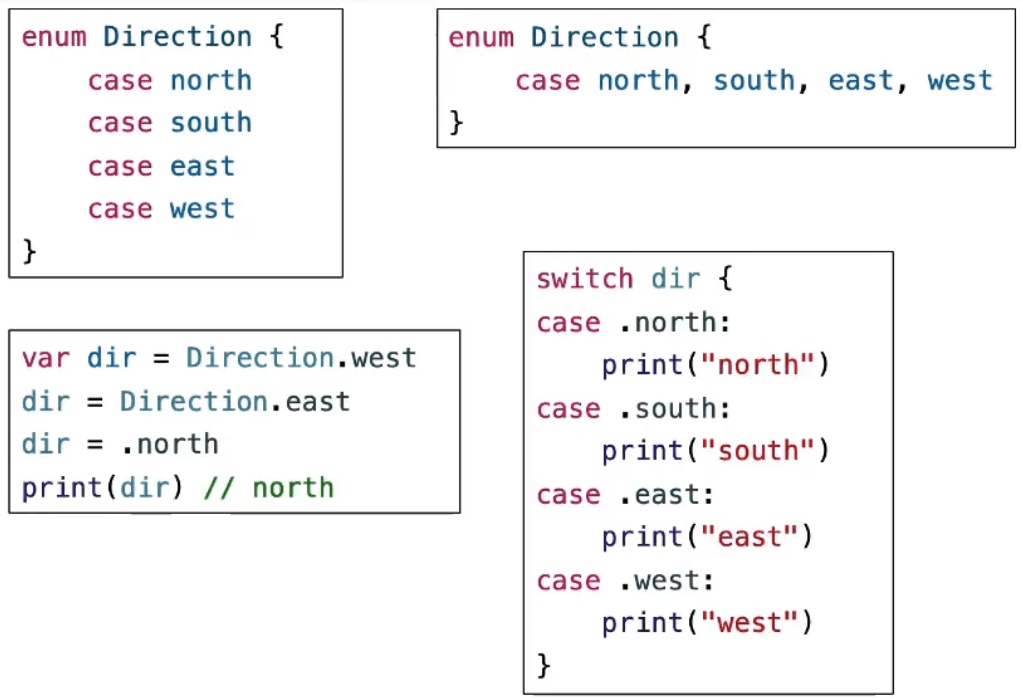 enum Direction {
    case north
    case south
    case east
    case west
}
enum Direction {
    case north, south, east, west
}
var dir = Direction.west
dir = Direction.east
dir = .north
print(dir) // north
switch dir {
case .north:
    print("north")
case .south:
    print("south")
case .east:
    print("east")
case .west:
    print("west")
}